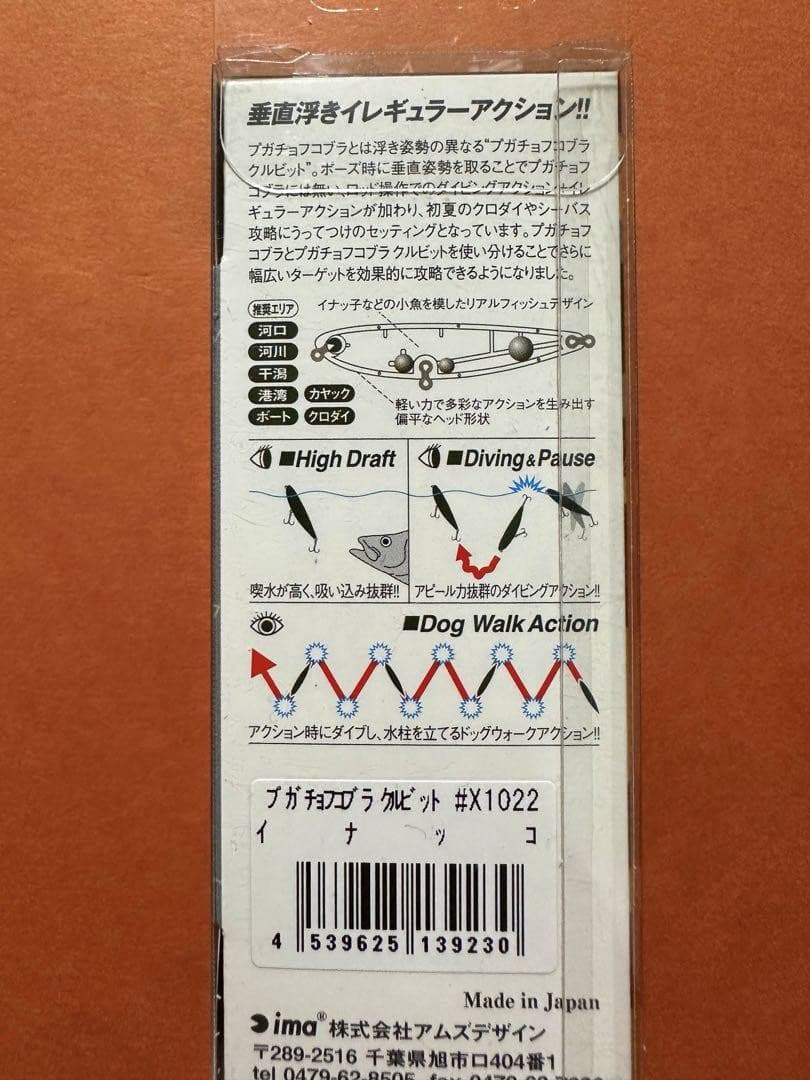 垂直浮きイレギュラーアクション!!
プガチョフコブラとは浮き姿勢の異なる“プガチョフコブラ
クルビット”。ポーズ時に垂直姿勢を取ることでプガチョフ
コブラには無い、ロッド操作でのダイビングアクション+イレ
ギュラーアクションが加わり、初夏のクロダイやシーバス
攻略にうってつけのセッティングとなっています。プガチョフ
コブラとプガチョフコブラ クルビットを使い分けることでさらに
幅広いターゲットを効果的に攻略できるようになりました。
推奨エリア
河口
河川
干潟
港湾 カヤック
ボート クロダイ
イナッ子などの小魚を模したリアルフィッシュデザイン
軽い力で多彩なアクションを生み出す
偏平なヘッド形状
■High Draft
喫水が高く、吸い込み抜群!!
■Diving&Pause
アピール力抜群のダイビングアクション!!
■Dog Walk Action
アクション時にダイブし、水柱を立てるドッグウォークアクション!!
プガチョフコブラ クルビット #X1022
イナッコ
4 539625 139230
Made in Japan
ima® 株式会社アムズデザイン
〒289-2516 千葉県旭市ロ404番1
tel 0479-62-8505